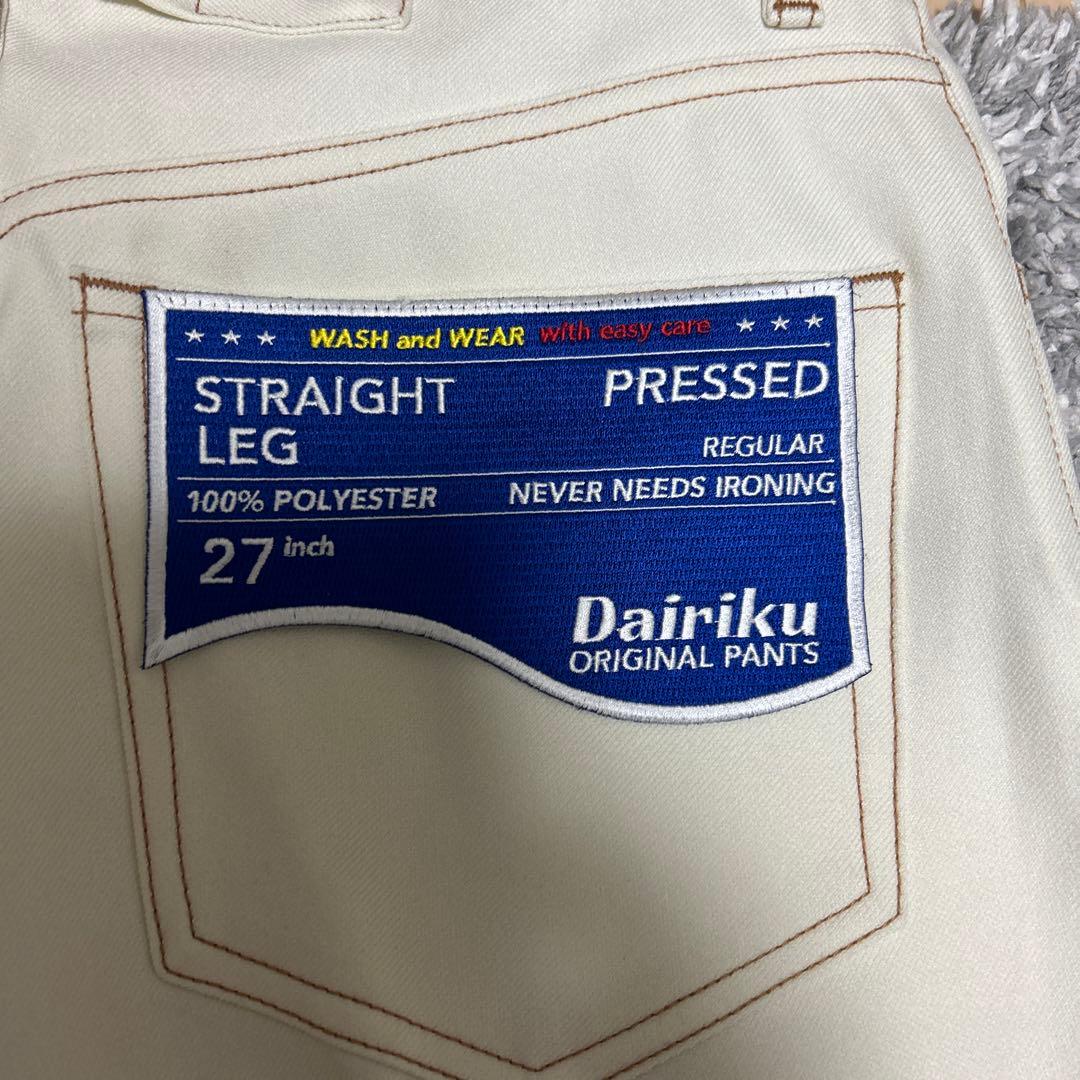 ★ ★ ★ WASH and WEAR with easy care ★ ★ ★
STRAIGHT LEG
PRESSED
REGULAR
100% POLYESTER NEVER NEEDS IRONING
27 inch
Dairiku
ORIGINAL PANTS